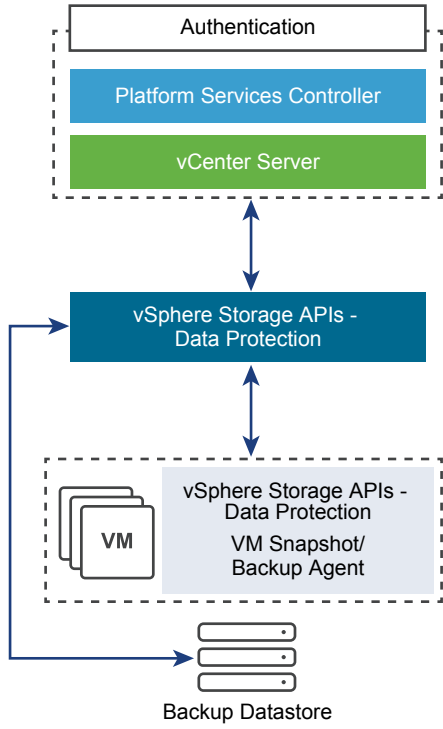 Authentication
Platform Services Controller
vCenter Server
vSphere Storage APIs -
Data Protection
vSphere Storage APIs -
Data Protection
VM
VM Snapshot/
Backup Agent
Backup Datastore